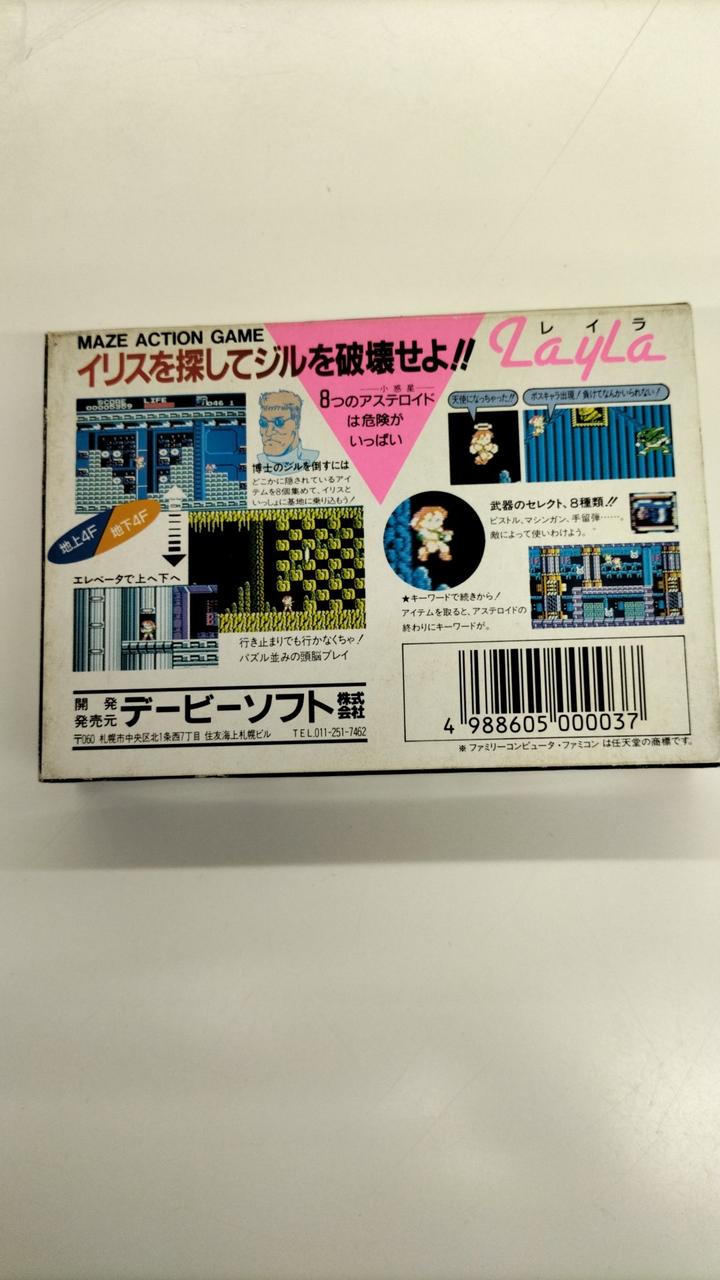 MAZE ACTION GAME
イリスを探してジルを破壊せよ!!
レイラ
Layla
小惑星
8つのアステロイド
は危険が
いっぱい
SCORE
LIFE
博士のジルを倒すには
どこかに隠されているアイ
テムを8個集めて、イリスと
いっしょに基地に乗り込もう!
地上4F
地下4F
エレベータで上へ下へ
行き止まりでも行かなくちゃ!
パズル並みの頭脳プレイ
天使になっちゃった!!
ボスキャラ出現!負けてなんかいられない!
武器のセレクト、8種類!!
ピストル、マシンガン、手留弾……。
敵によって使いわけよう。
★キーワードで続きから!
アイテムを取ると、アステロイドの
終わりにキーワードが。
開発
発売元
デービーソフト株式会社
〒060 札幌市中央区北1条西7丁目 住友海上札幌ビル TEL.011-251-7462
4 988605 000037
※ファミリーコンピュータ・ファミコン は任天堂の商標です。